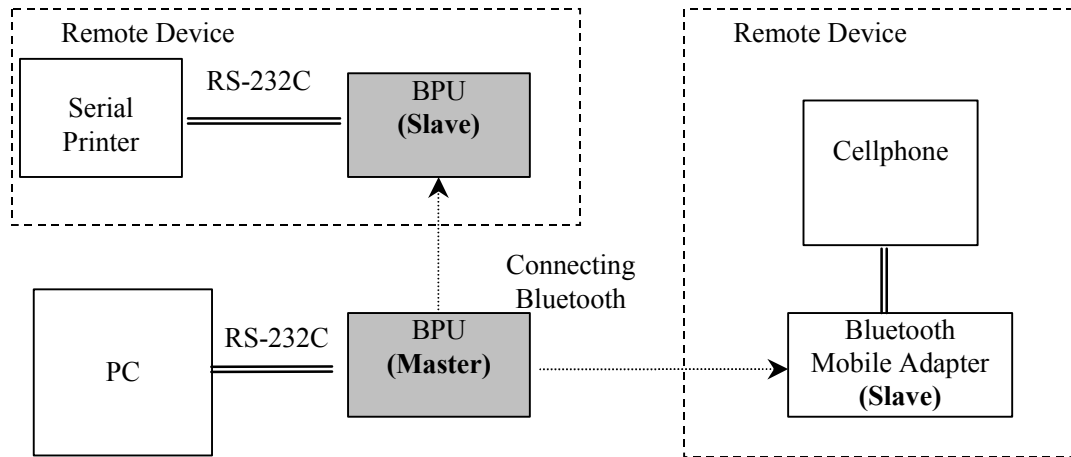 Remote Device
RS-232C
Serial
Printer
BPU
(Slave)
Remote Device
Cellphone
Connecting
Bluetooth
PC
RS-232C
BPU
(Master)
Bluetooth
Mobile Adapter
(Slave)